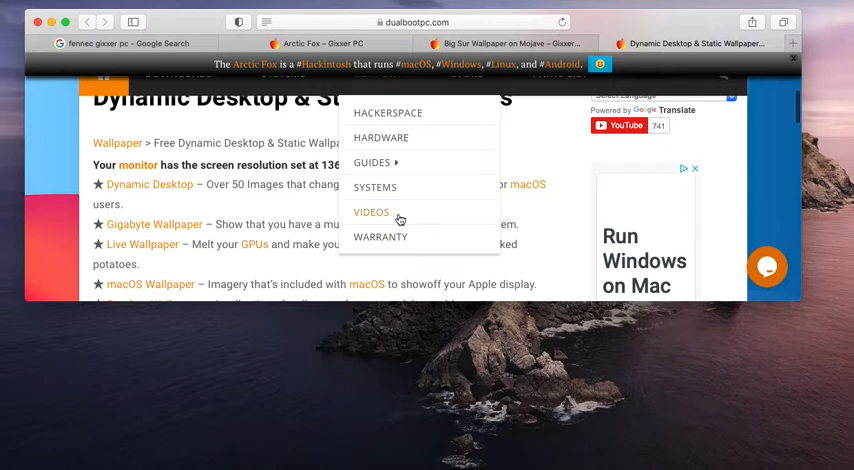 dualbootpc.com
fennec gixxer pc - Google Search
Arctic Fox – Gixxer PC
Big Sur Wallpaper on Mojave – Gixxer...
Dynamic Desktop & Static Wallpaper...
The Arctic Fox is a #Hackintosh that runs #macOS, #Windows, #Linux, and #Android.
x
Dynamic Desktop & St
s
HACKERSPACE
HARDWARE
GUIDES
SYSTEMS
VIDEOS
WARRANTY
Wallpaper > Free Dynamic Desktop & Static Wallpa
Your monitor has the screen resolution set at 136
★ Dynamic Desktop – Over 50 Images that chang
or macOS
users.
★ Gigabyte Wallpaper – Show that you have a mu
em.
★ Live Wallpaper – Melt your GPUs and make you
ked
potatoes.
★ macOS Wallpaper – Imagery that's included with macOS to showoff your Apple display.
Powered by Google Translate
YouTube 741
Run
Windows
on Mac